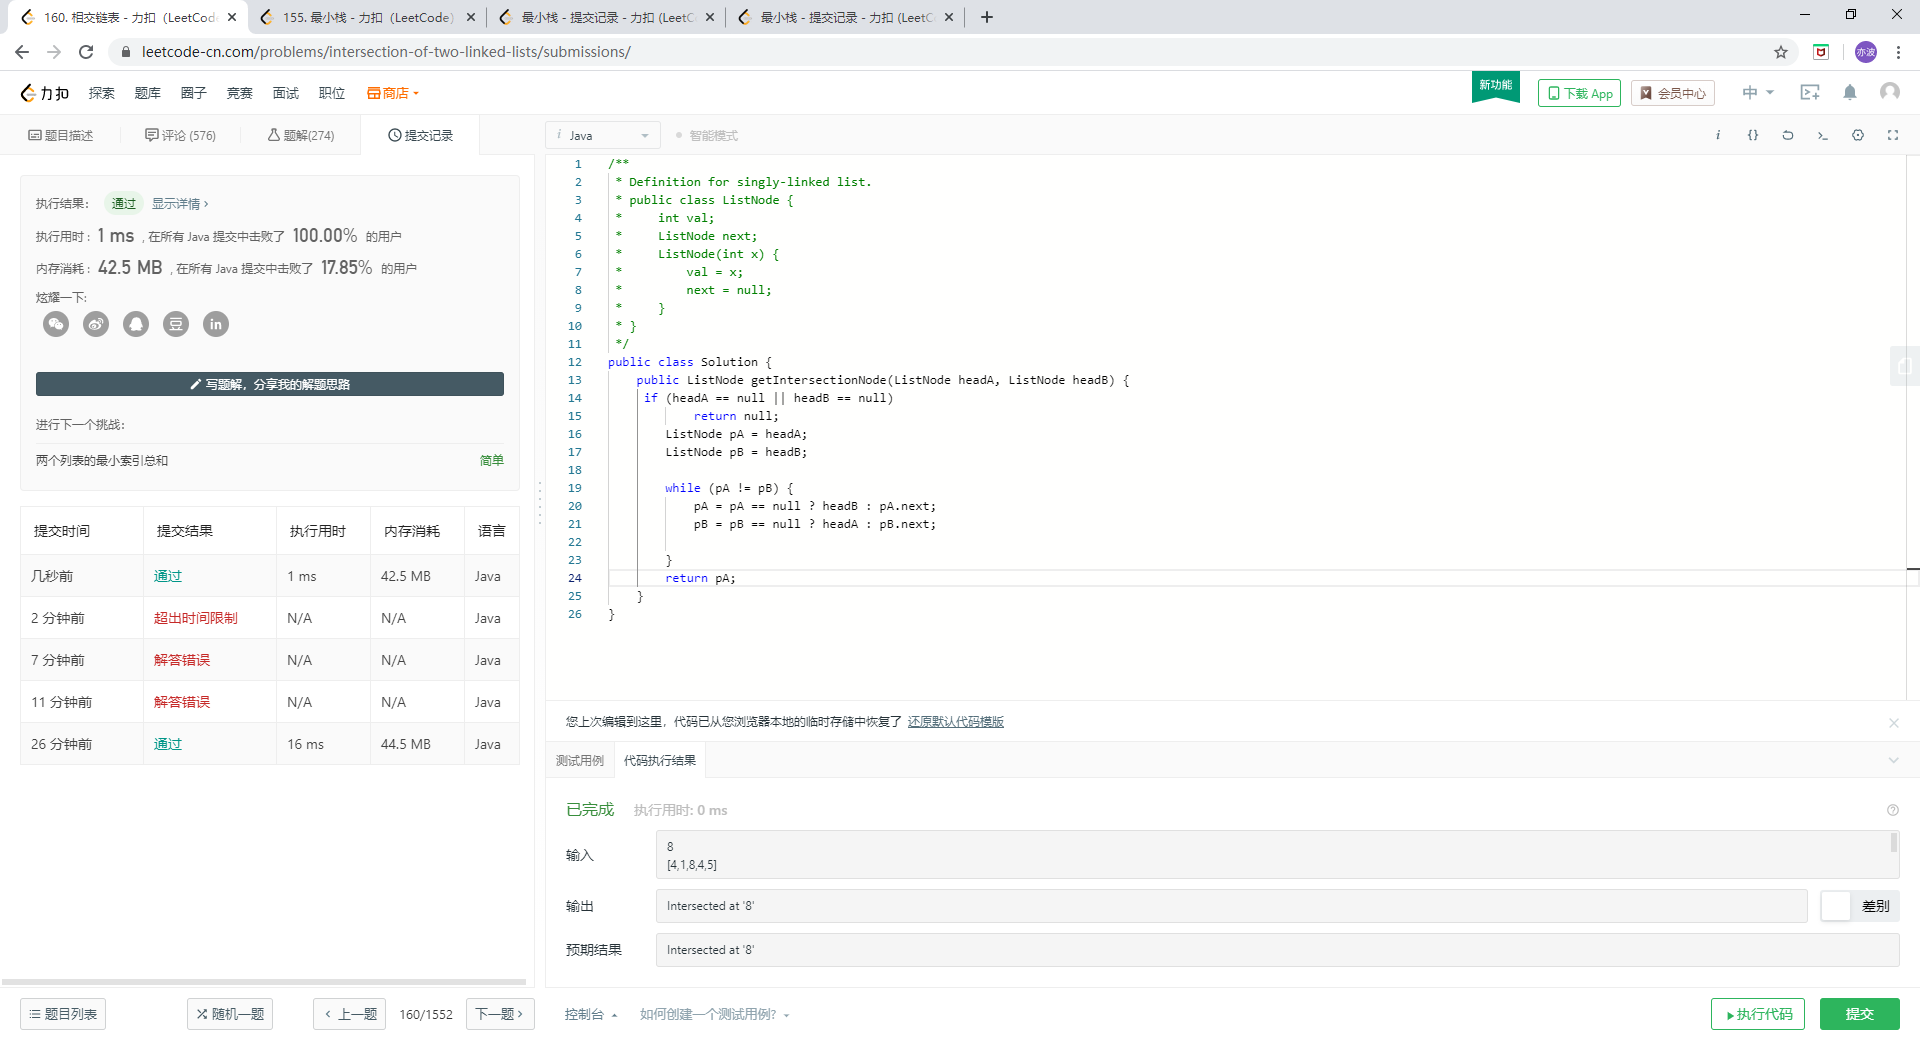 160. 相交链表 - 力扣（LeetCode
155. 最小栈 - 力扣（LeetCode）
最小栈 - 提交记录 - 力扣 (LeetC
最小栈 - 提交记录 - 力扣 (LeetC
leetcode-cn.com/problems/intersection-of-two-linked-lists/submissions/
亦波
力扣 探索 题库 圈子 竞赛 面试 职位 商店
新功能 下载 App 会员中心 中
题目描述 评论 (576) 题解(274) 提交记录
i Java 智能模式
执行结果： 通过 显示详情 ›
执行用时 : 1 ms , 在所有 Java 提交中击败了 100.00% 的用户
内存消耗 : 42.5 MB , 在所有 Java 提交中击败了 17.85% 的用户
炫耀一下:
豆 in
写题解，分享我的解题思路
进行下一个挑战：
两个列表的最小索引总和 简单
提交时间 提交结果 执行用时 内存消耗 语言
几秒前 通过 1 ms 42.5 MB Java
2 分钟前 超出时间限制 N/A N/A Java
7 分钟前 解答错误 N/A N/A Java
11 分钟前 解答错误 N/A N/A Java
26 分钟前 通过 16 ms 44.5 MB Java
1 /**
2  * Definition for singly-linked list.
3  * public class ListNode {
4  *     int val;
5  *     ListNode next;
6  *     ListNode(int x) {
7  *         val = x;
8  *         next = null;
9  *     }
10  * }
11  */
12 public class Solution {
13     public ListNode getIntersectionNode(ListNode headA, ListNode headB) {
14      if (headA == null || headB == null)
15             return null;
16         ListNode pA = headA;
17         ListNode pB = headB;
18
19         while (pA != pB) {
20             pA = pA == null ? headB : pA.next;
21             pB = pB == null ? headA : pB.next;
22
23         }
24         return pA;
25     }
26 }
您上次编辑到这里，代码已从您浏览器本地的临时存储中恢复了 还原默认代码模版
测试用例 代码执行结果
已完成 执行用时: 0 ms
输入
8
[4,1,8,4,5]
输出 Intersected at '8' 差别
预期结果 Intersected at '8'
题目列表 随机一题 ‹ 上一题 160/1552 下一题 ›
控制台 如何创建一个测试用例? 执行代码 提交